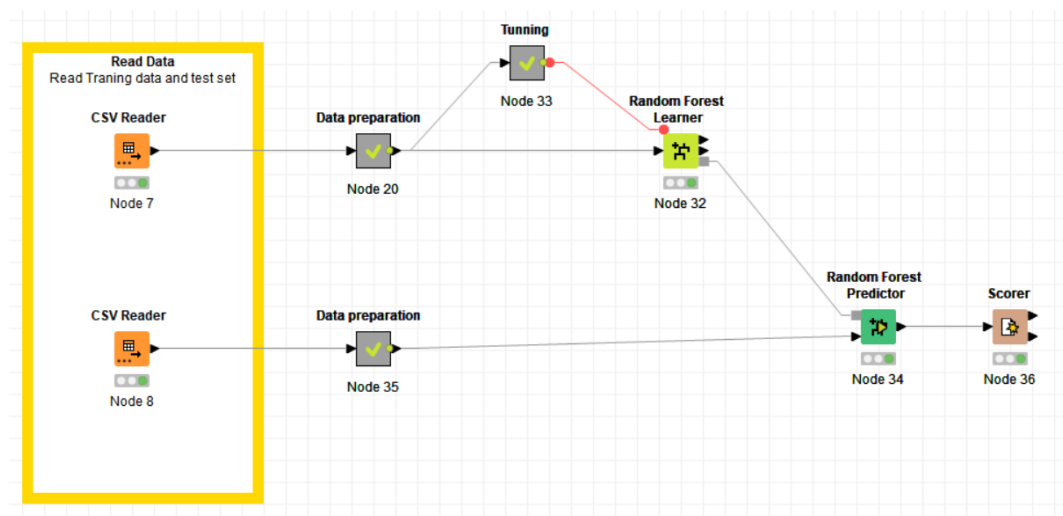 Tunning
Node 33
Read Data
Read Traning data and test set
CSV Reader
Node 7
Data preparation
Node 20
Random Forest
Learner
Node 32
CSV Reader
Node 8
Data preparation
Node 35
Random Forest
Predictor
Node 34
Scorer
Node 36